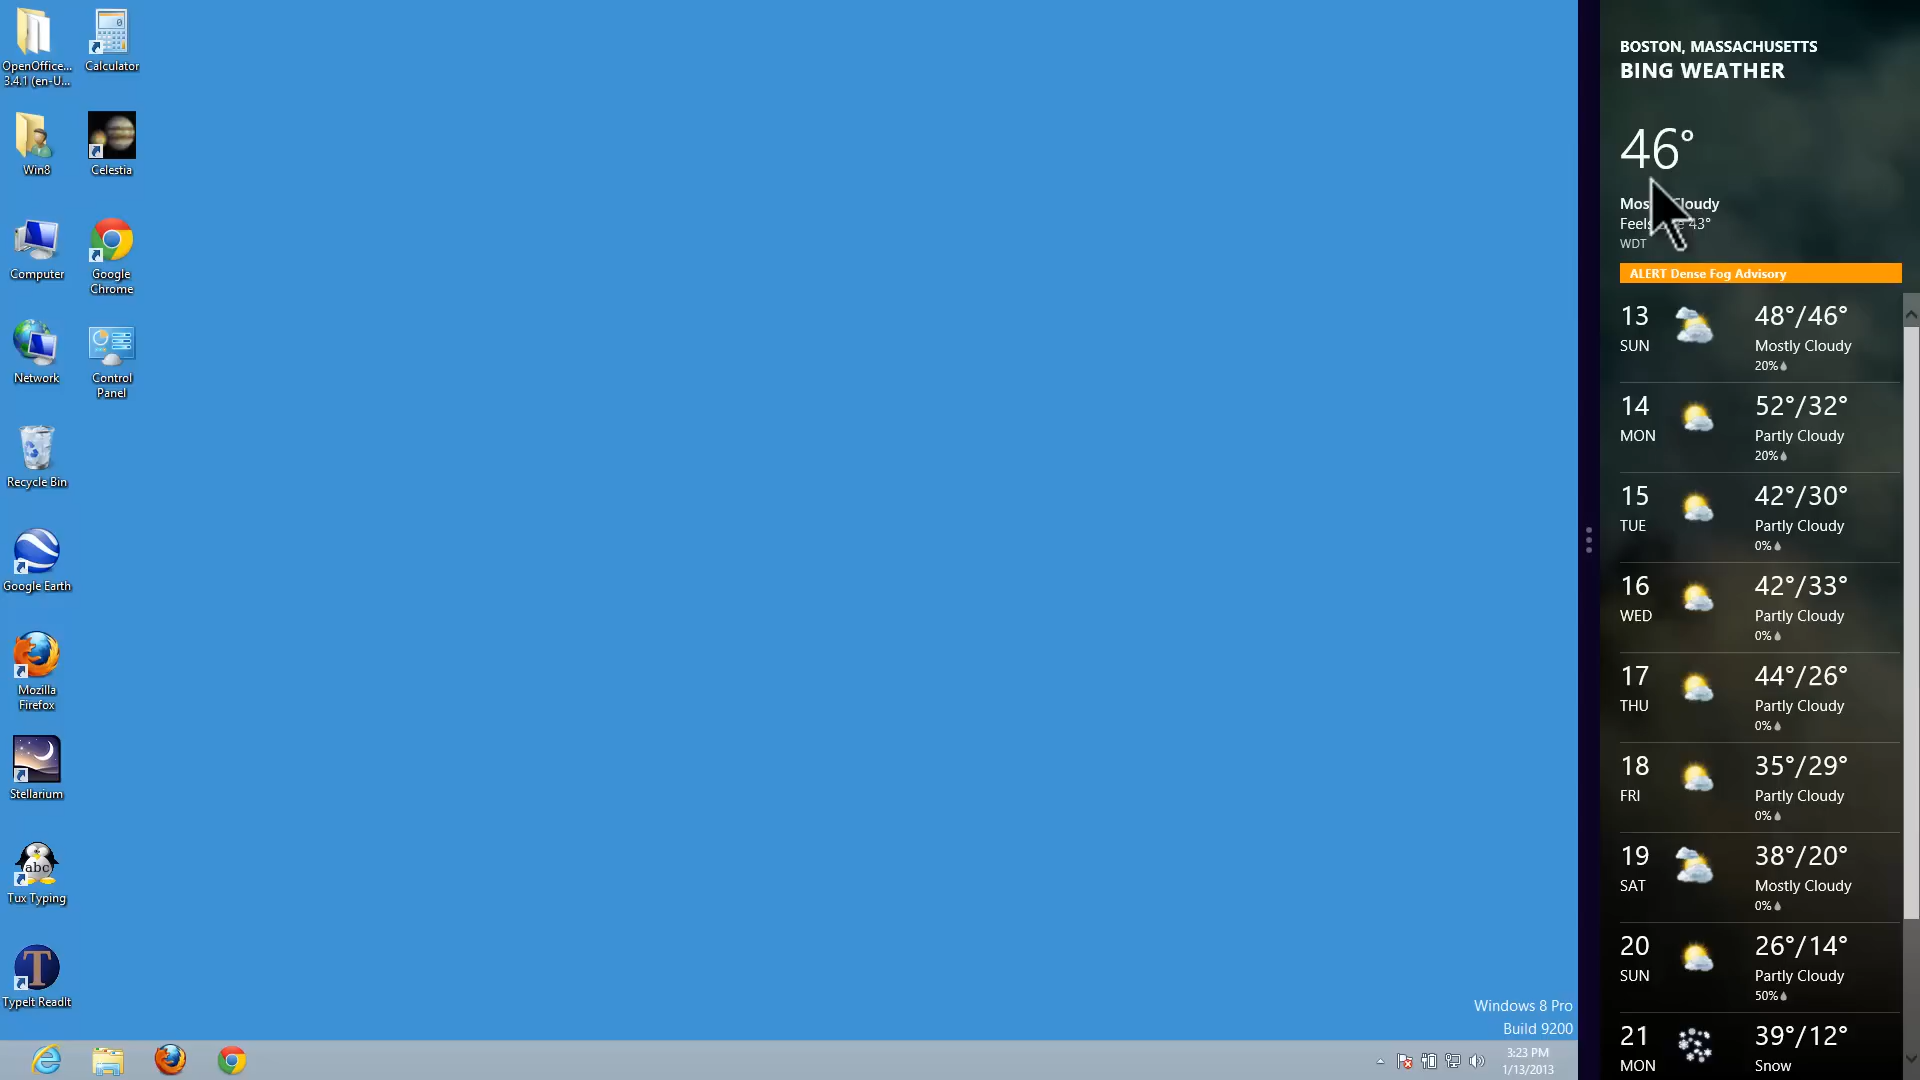 OpenOffice...
3.4.1 (en-U...
Calculator
Win8
Celestia
Computer
Google
Chrome
Network
Control
Panel
Recycle Bin
Google Earth
Mozilla
Firefox
Stellarium
abc
Tux Typing
T
TypeIt ReadIt
Windows 8 Pro
Build 9200
3:23 PM
1/13/2013
BOSTON, MASSACHUSETTS
BING WEATHER
46°
Cloudy
43°
WDT
ALERT Dense Fog Advisory
13 48°/46°
SUN Mostly Cloudy
20%
14 52°/32°
MON Partly Cloudy
20%
15 42°/30°
TUE Partly Cloudy
0%
16 42°/33°
WED Partly Cloudy
0%
17 44°/26°
THU Partly Cloudy
0%
18 35°/29°
FRI Partly Cloudy
0%
19 38°/20°
SAT Mostly Cloudy
0%
20 26°/14°
SUN Partly Cloudy
50%
21 39°/12°
MON Snow